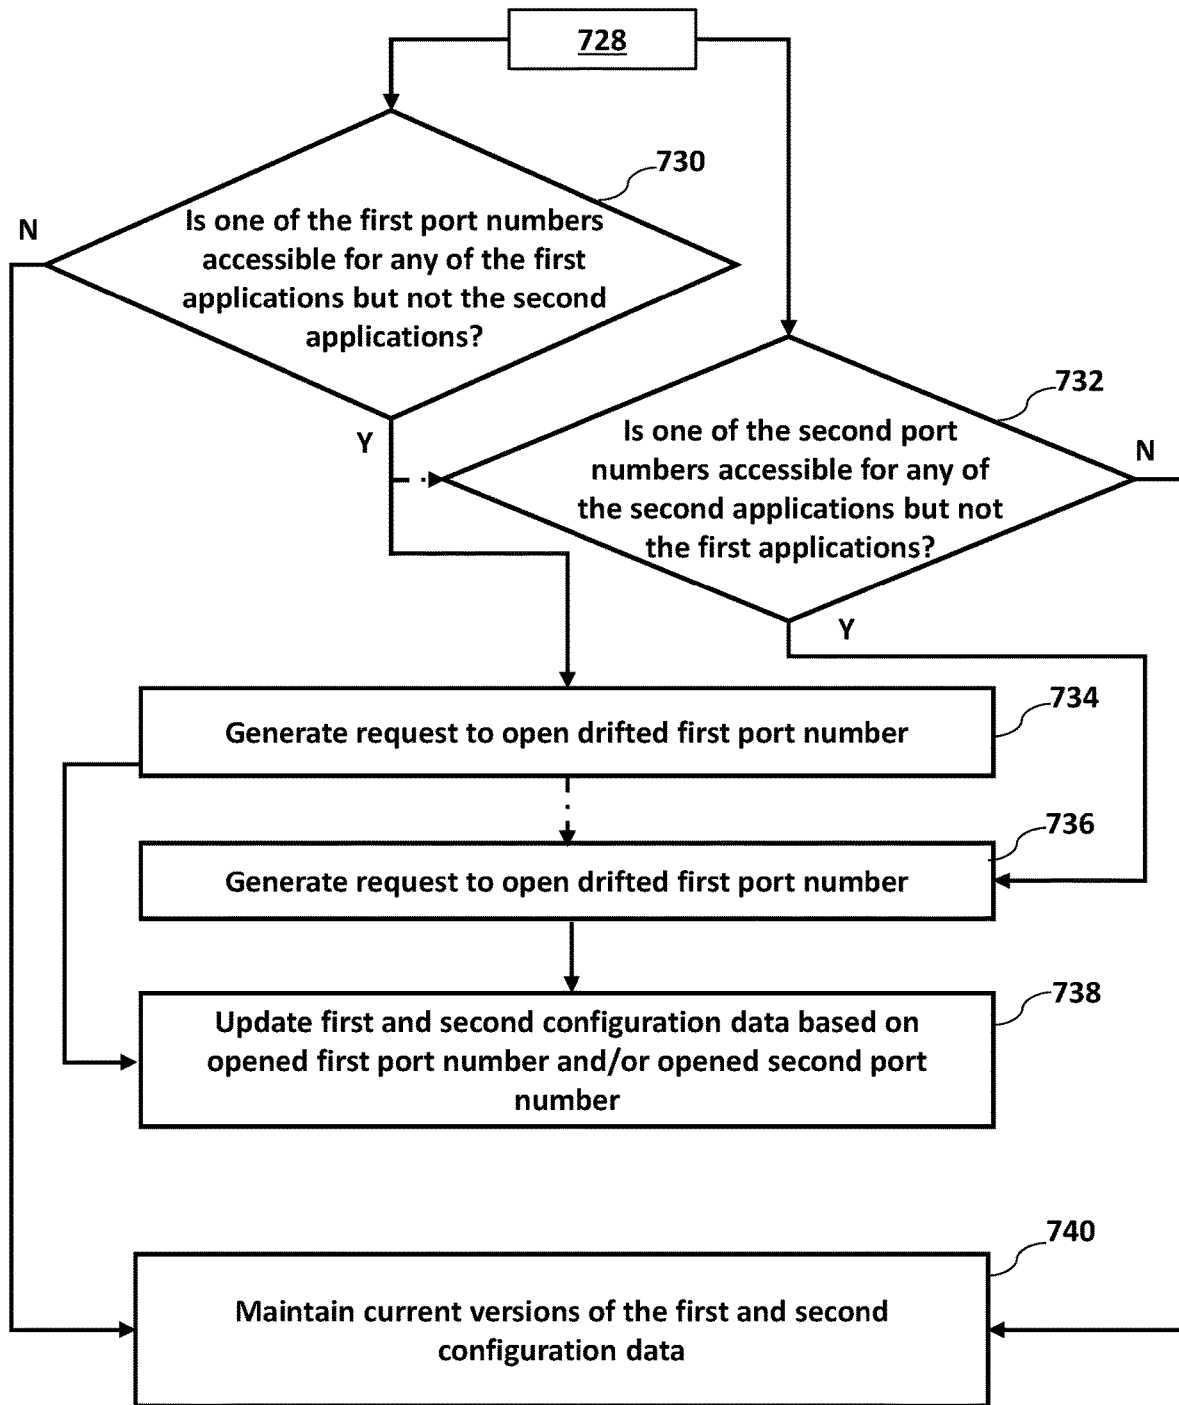 728
730
N
Is one of the first port numbers
accessible for any of the first
applications but not the second
applications?
732
Y
Is one of the second port
numbers accessible for any of
the second applications but not
the first applications?
N
Y
734
Generate request to open drifted first port number
736
Generate request to open drifted first port number
738
Update first and second configuration data based on
opened first port number and/or opened second port
number
740
Maintain current versions of the first and second
configuration data